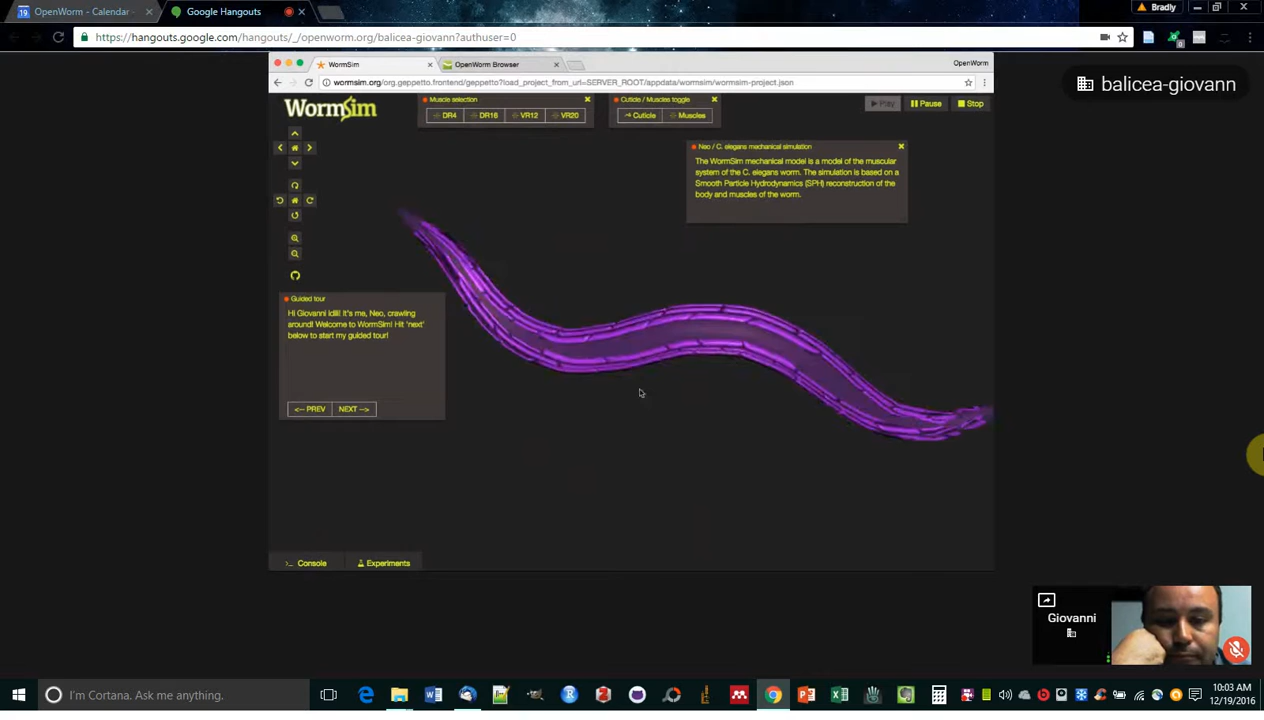 OpenWorm - Calendar
Google Hangouts
Bradly
https://hangouts.google.com/hangouts/_/openworm.org/balicea-giovann?authuser=0
WormSim
OpenWorm Browser
OpenWorm
wormsim.org/org.geppetto.frontend/geppetto?load_project_from_url=SERVER_ROOT/appdata/wormsim/wormsim-project.json
balicea-giovann
WormSim
Muscle selection
DR4 DR16 VR12 VR20
Cuticle / Muscles toggle
Cuticle Muscles
Play Pause Stop
Neo / C. elegans mechanical simulation
The WormSim mechanical model is a model of the muscular
system of the C. elegans worm. The simulation is based on a
Smooth Particle Hydrodynamics (SPH) reconstruction of the
body and muscles of the worm.
Guided tour
Hi Giovanni Idili! It's me, Neo, crawling
around! Welcome to WormSim! Hit 'next'
below to start my guided tour!
<-- PREV NEXT -->
Console Experiments
Giovanni
I'm Cortana. Ask me anything.
10:03 AM
12/19/2016